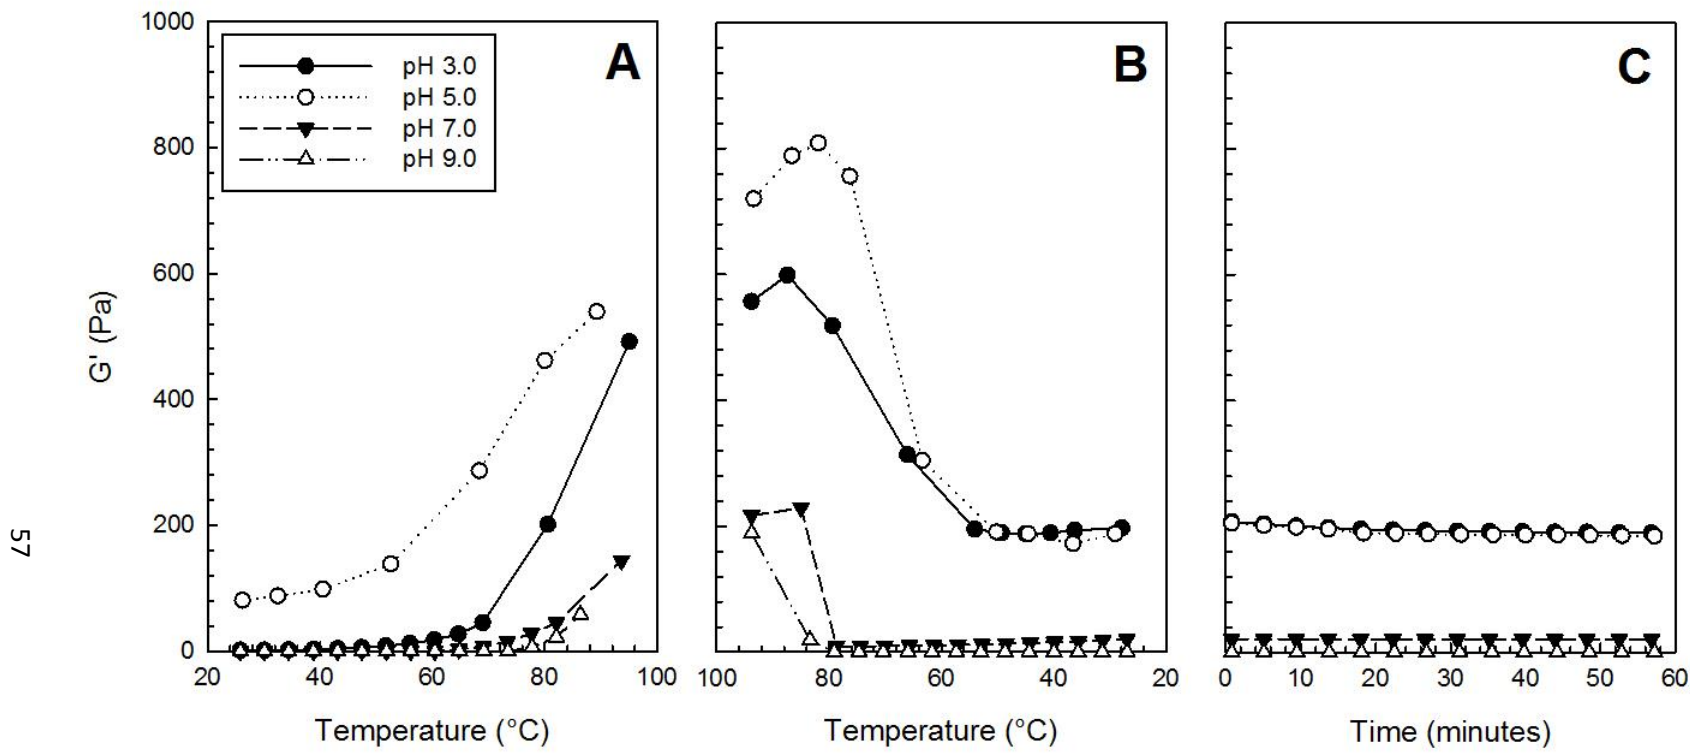 1000
800
600
400
200
0
G' (Pa)
57
pH 3.0
pH 5.0
pH 7.0
pH 9.0
A
20 40 60 80 100
Temperature (°C)
B
100 80 60 40 20
Temperature (°C)
C
0 10 20 30 40 50 60
Time (minutes)